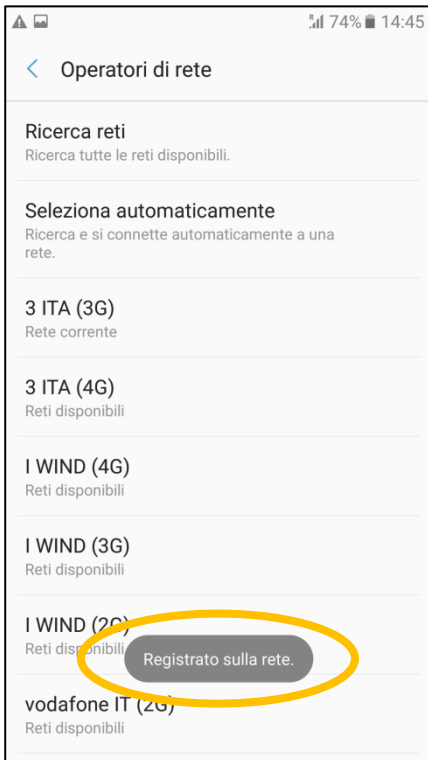 74% 14:45
Operatori di rete
Ricerca reti
Ricerca tutte le reti disponibili.
Seleziona automaticamente
Ricerca e si connette automaticamente a una
rete.
3 ITA (3G)
Rete corrente
3 ITA (4G)
Reti disponibili
I WIND (4G)
Reti disponibili
I WIND (3G)
Reti disponibili
I WIND (2G)
Reti disponibili
Registrato sulla rete.
vodafone IT (2G)
Reti disponibili